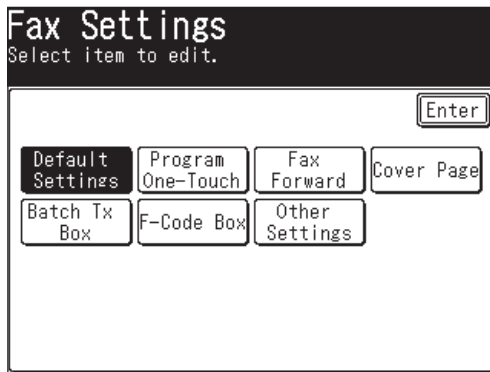 Fax Settings
Select item to edit.
Enter
Default Settings
Program One-Touch
Fax Forward
Cover Page
Batch Tx Box
F-Code Box
Other Settings